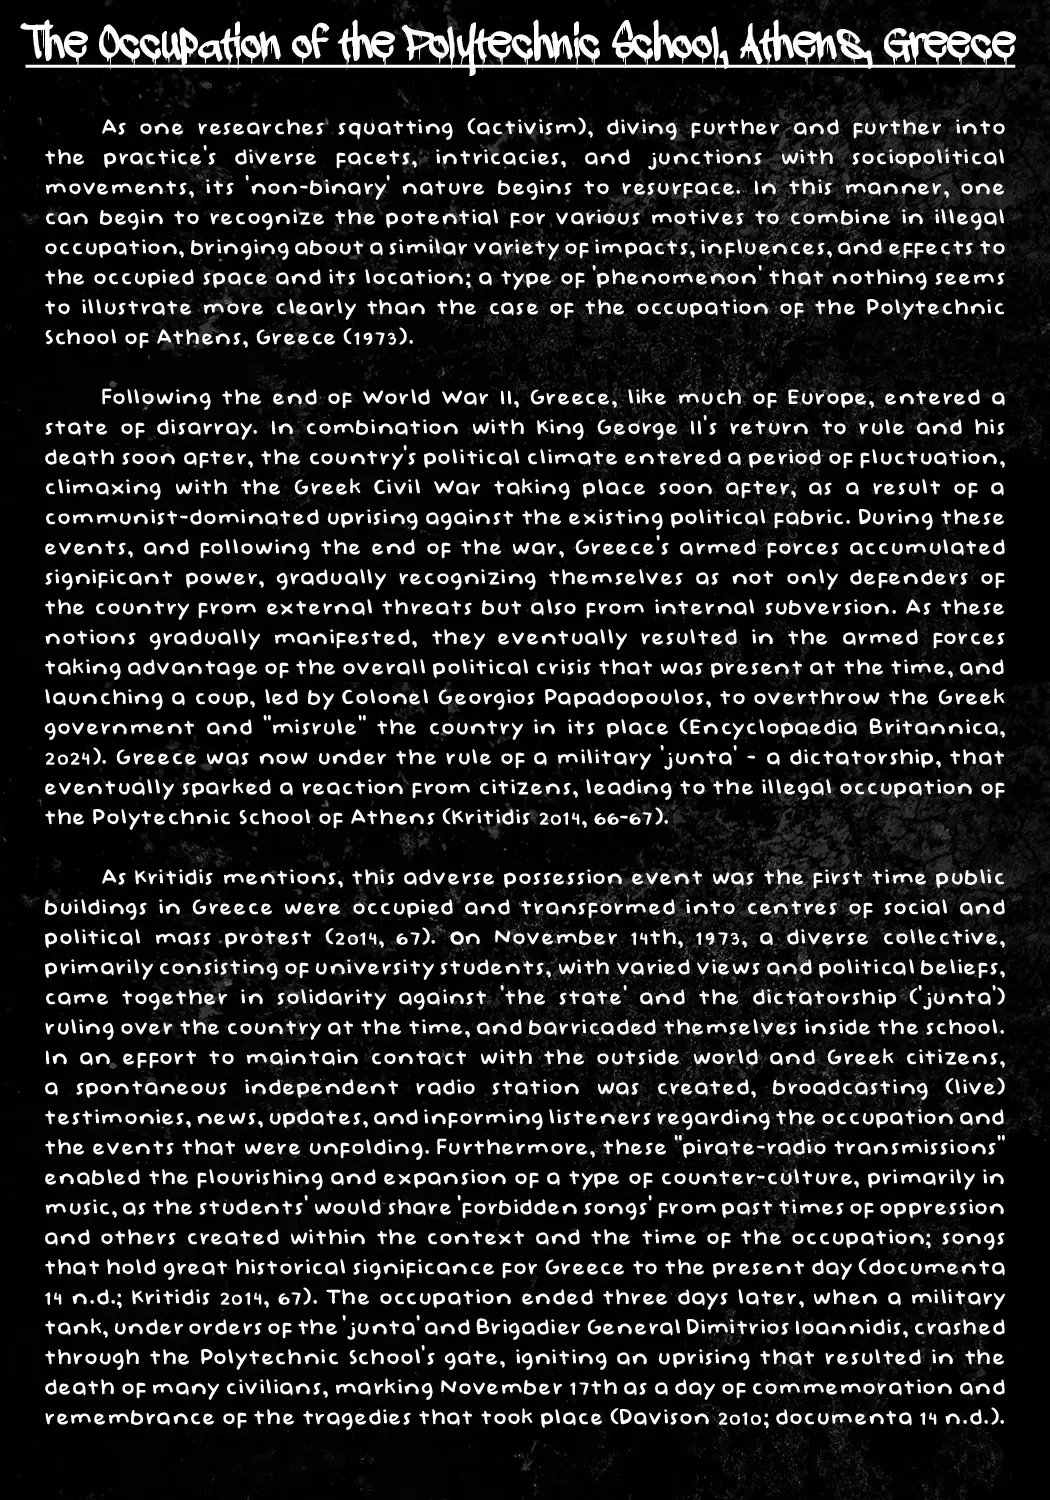 The Occupation of the Polytechnic School, Athens, Greece
As one researches squatting (activism), diving further and further into
the practice's diverse facets, intricacies, and junctions with sociopolitical
movements, its 'non-binary' nature begins to resurface. In this manner, one
can begin to recognize the potential for various motives to combine in illegal
occupation, bringing about a similar variety of impacts, influences, and effects to
the occupied space and its location; a type of 'phenomenon' that nothing seems
to illustrate more clearly than the case of the occupation of the Polytechnic
School of Athens, Greece (1973).
Following the end of World War II, Greece, like much of Europe, entered a
state of disarray. In combination with King George II's return to rule and his
death soon after, the country's political climate entered a period of fluctuation,
climaxing with the Greek Civil War taking place soon after, as a result of a
communist-dominated uprising against the existing political fabric. During these
events, and following the end of the war, Greece's armed forces accumulated
significant power, gradually recognizing themselves as not only defenders of
the country from external threats but also from internal subversion. As these
notions gradually manifested, they eventually resulted in the armed forces
taking advantage of the overall political crisis that was present at the time, and
launching a coup, led by Colonel Georgios Papadopoulos, to overthrow the Greek
government and "misrule" the country in its place (Encyclopaedia Britannica,
2024). Greece was now under the rule of a military 'junta' - a dictatorship, that
eventually sparked a reaction from citizens, leading to the illegal occupation of
the Polytechnic School of Athens (Kritidis 2014, 66-67).
As Kritidis mentions, this adverse possession event was the first time public
buildings in Greece were occupied and transformed into centres of social and
political mass protest (2014, 67). On November 14th, 1973, a diverse collective,
primarily consisting of university students, with varied views and political beliefs,
came together in solidarity against 'the state' and the dictatorship ('junta')
ruling over the country at the time, and barricaded themselves inside the school.
In an effort to maintain contact with the outside world and Greek citizens,
a spontaneous independent radio station was created, broadcasting (live)
testimonies, news, updates, and informing listeners regarding the occupation and
the events that were unfolding. Furthermore, these "pirate-radio transmissions"
enabled the flourishing and expansion of a type of counter-culture, primarily in
music, as the students' would share 'forbidden songs' from past times of oppression
and others created within the context and the time of the occupation; songs
that hold great historical significance for Greece to the present day (documenta
14 n.d.; Kritidis 2014, 67). The occupation ended three days later, when a military
tank, under orders of the 'junta' and Brigadier General Dimitrios Ioannidis, crashed
through the Polytechnic School's gate, igniting an uprising that resulted in the
death of many civilians, marking November 17th as a day of commemoration and
remembrance of the tragedies that took place (Davison 2010; documenta 14 n.d.).